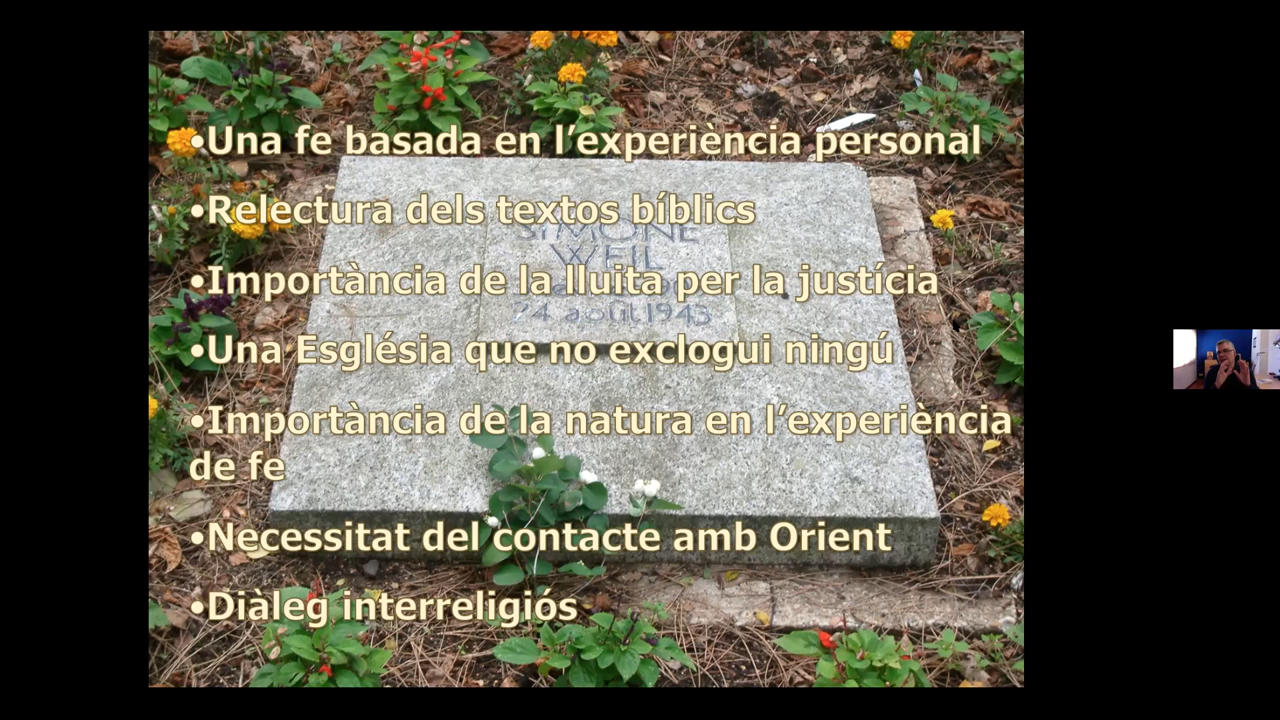 •Una fe basada en l’experiència personal
•Relectura dels textos bíblics
SIMONE
WEIL
•Importància de la lluita per la justícia
24 août 1943
•Una Església que no exclogui ningú
•Importància de la natura en l’experiència
de fe
•Necessitat del contacte amb Orient
•Diàleg interreligiós